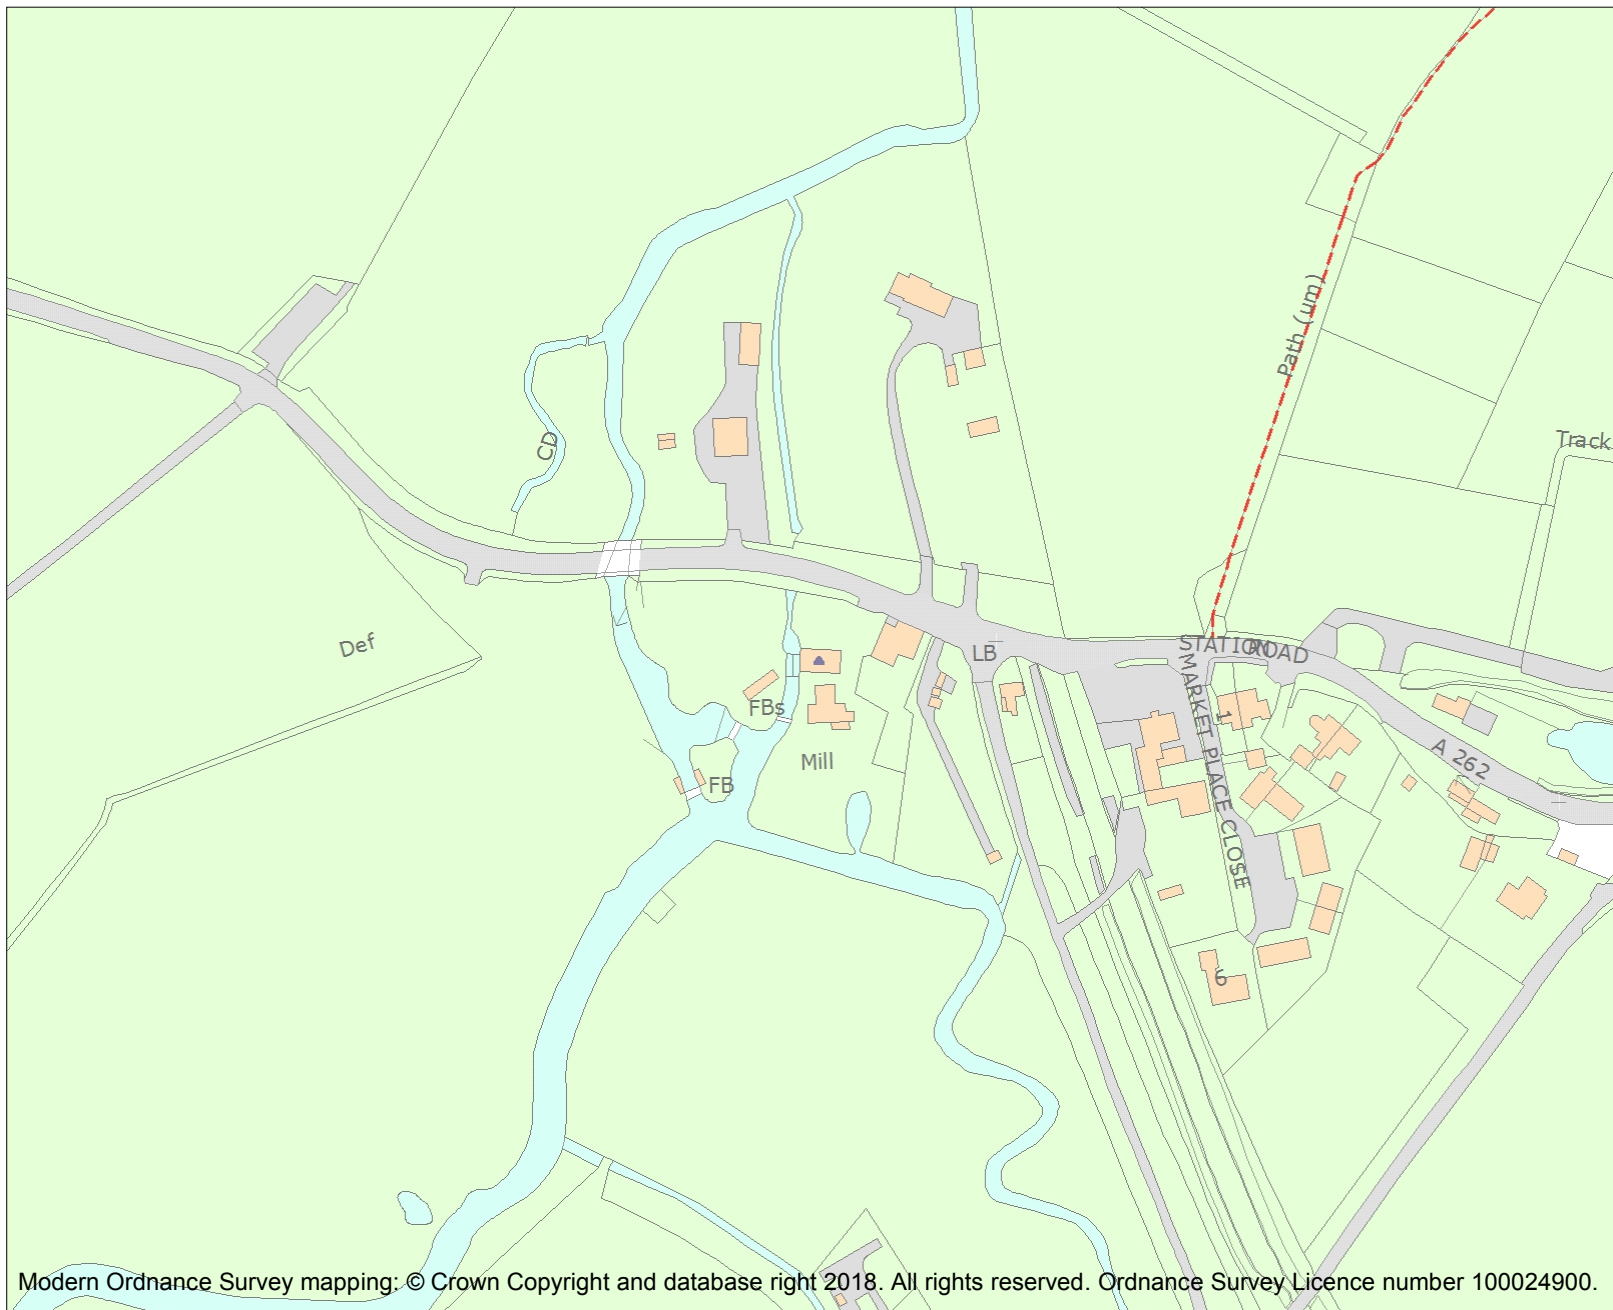 Path (um)
Track
CD
Def
STATION ROAD
LB
MARKET PLACE CLOSE
1
FBs
A 262
Mill
FB
6
Modern Ordnance Survey mapping: © Crown Copyright and database right 2018. All rights reserved. Ordnance Survey Licence number 100024900.